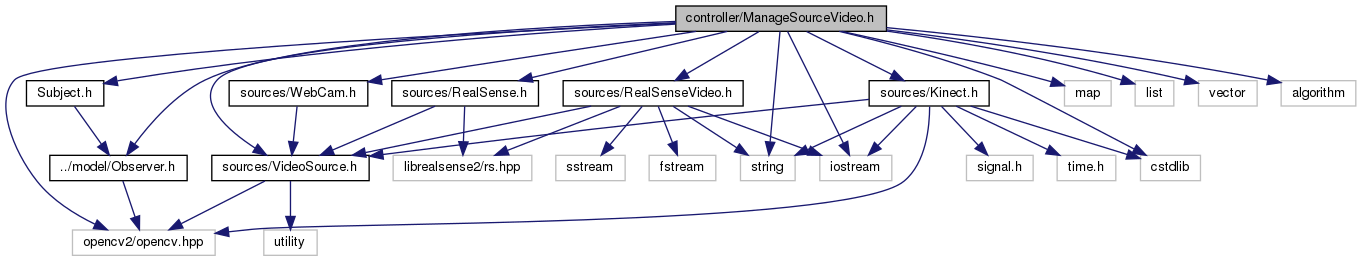 controller/ManageSourceVideo.h
Subject.h
sources/WebCam.h
sources/RealSense.h
sources/RealSenseVideo.h
sources/Kinect.h
map
list
vector
algorithm
../model/Observer.h
sources/VideoSource.h
librealsense2/rs.hpp
sstream
fstream
string
iostream
signal.h
time.h
cstdlib
opencv2/opencv.hpp
utility